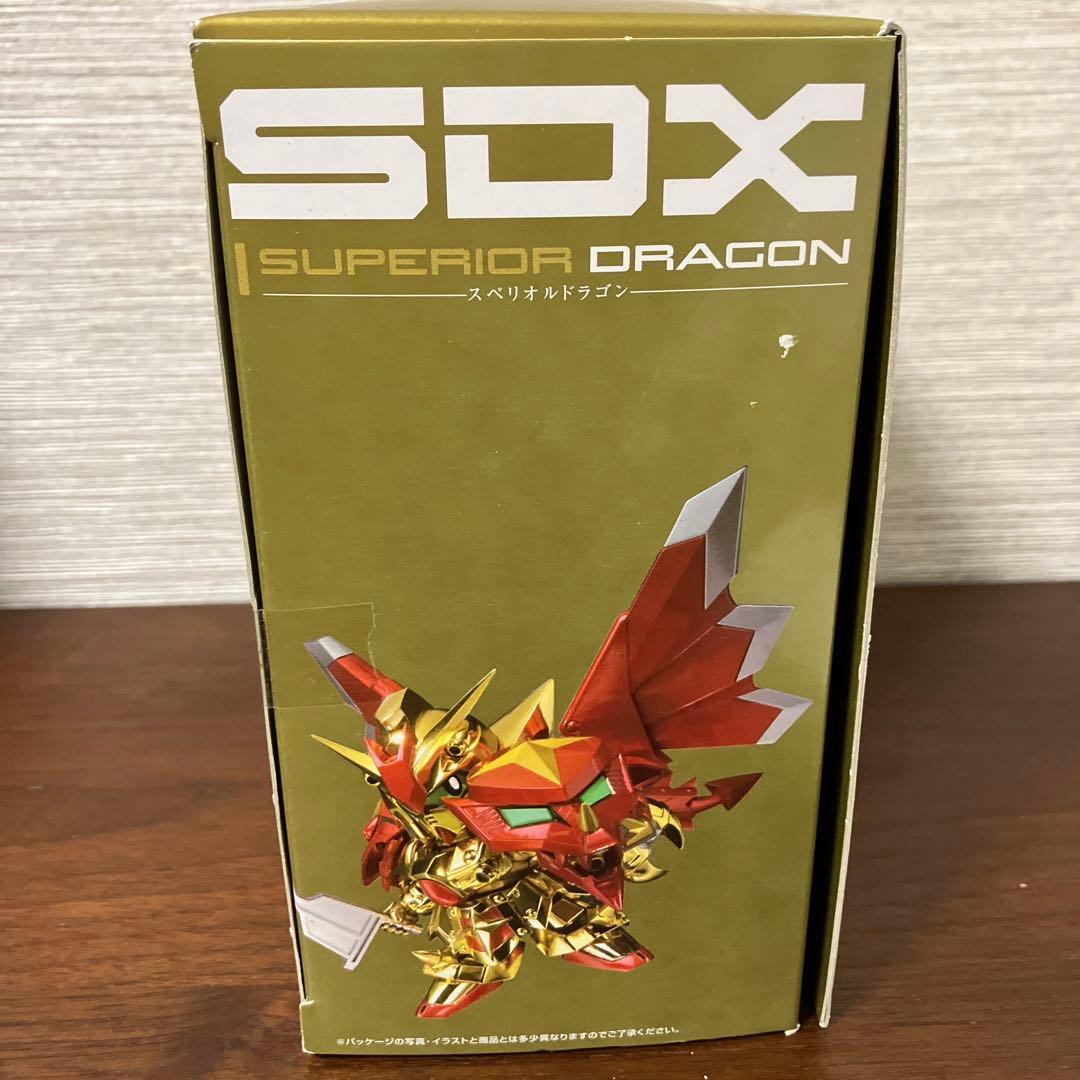 SDX
SUPERIOR DRAGON
スペリオルドラゴン
※パッケージの写真・イラストと商品とは多少異なりますのでご了承ください。